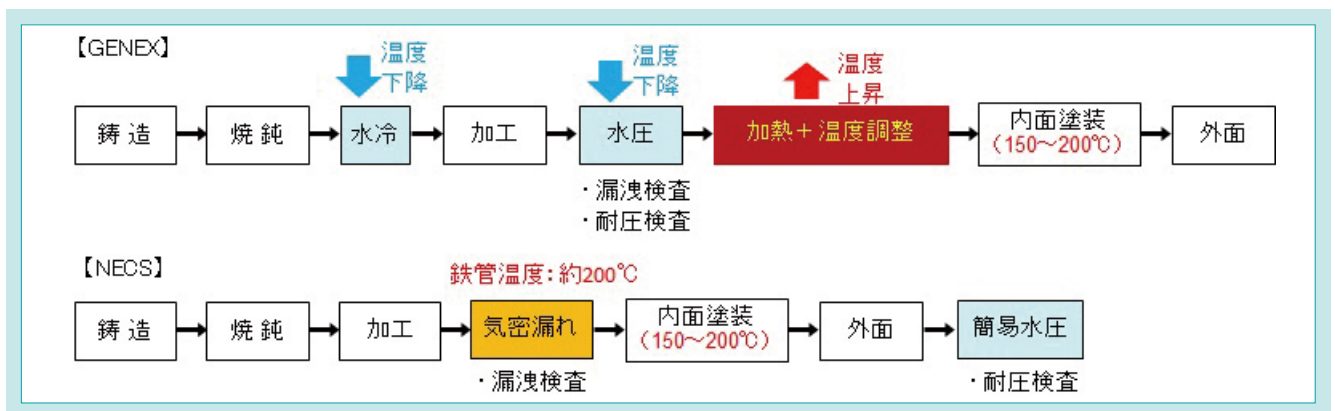 【GENEX】
温度
下降
温度
下降
温度
上昇
鋳造
焼鈍
水冷
加工
水圧
加熱+温度調整
内面塗装
(150~200℃)
外面
・漏洩検査
・耐圧検査
【NECS】
鉄管温度:約200℃
鋳造
焼鈍
加工
気密漏れ
内面塗装
(150~200℃)
外面
簡易水圧
・漏洩検査
・耐圧検査